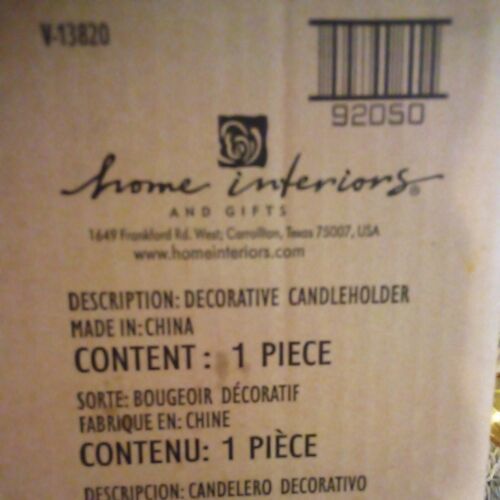 V-13820
92050
home interiors®
AND GIFTS
1649 Frankford Rd. West, Carrollton, Texas 75007, USA
www.homeinteriors.com
DESCRIPTION: DECORATIVE CANDLEHOLDER
MADE IN: CHINA
CONTENT: 1 PIECE
SORTE: BOUGEOIR DÉCORATIF
FABRIQUE EN: CHINE
CONTENU: 1 PIÈCE
DESCRIPCION: CANDELERO DECORATIVO